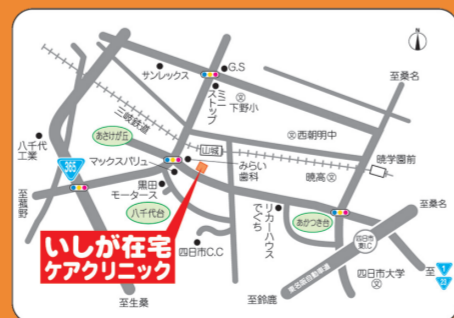 N
至桑名
サンレックス
G.S
ミニストップ
下野小
文
三岐鉄道
文西朝明中
あさけが丘
八千代
工業
山城
暁学園前
マックスバリュ
みらい
歯科
365
暁高文
至菰野
黒田
モータース
リカーハウス
でぐち
あかつき台
至桑名
八千代台
四日市
東I.C
いしが在宅
ケアクリニック
四日市C.C
四日市大学
文
至
1
23
東名阪自動車道
至生桑
至鈴鹿